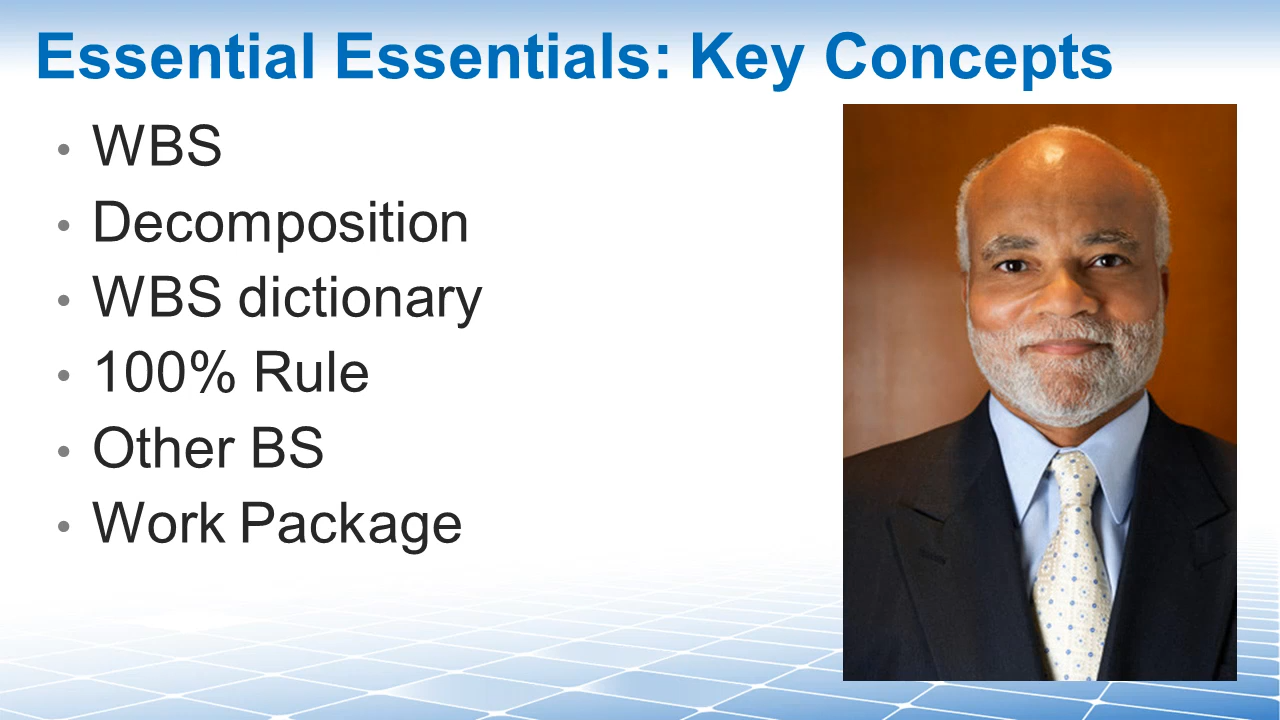 Essential Essentials: Key Concepts
• WBS
• Decomposition
• WBS dictionary
• 100% Rule
• Other BS
• Work Package